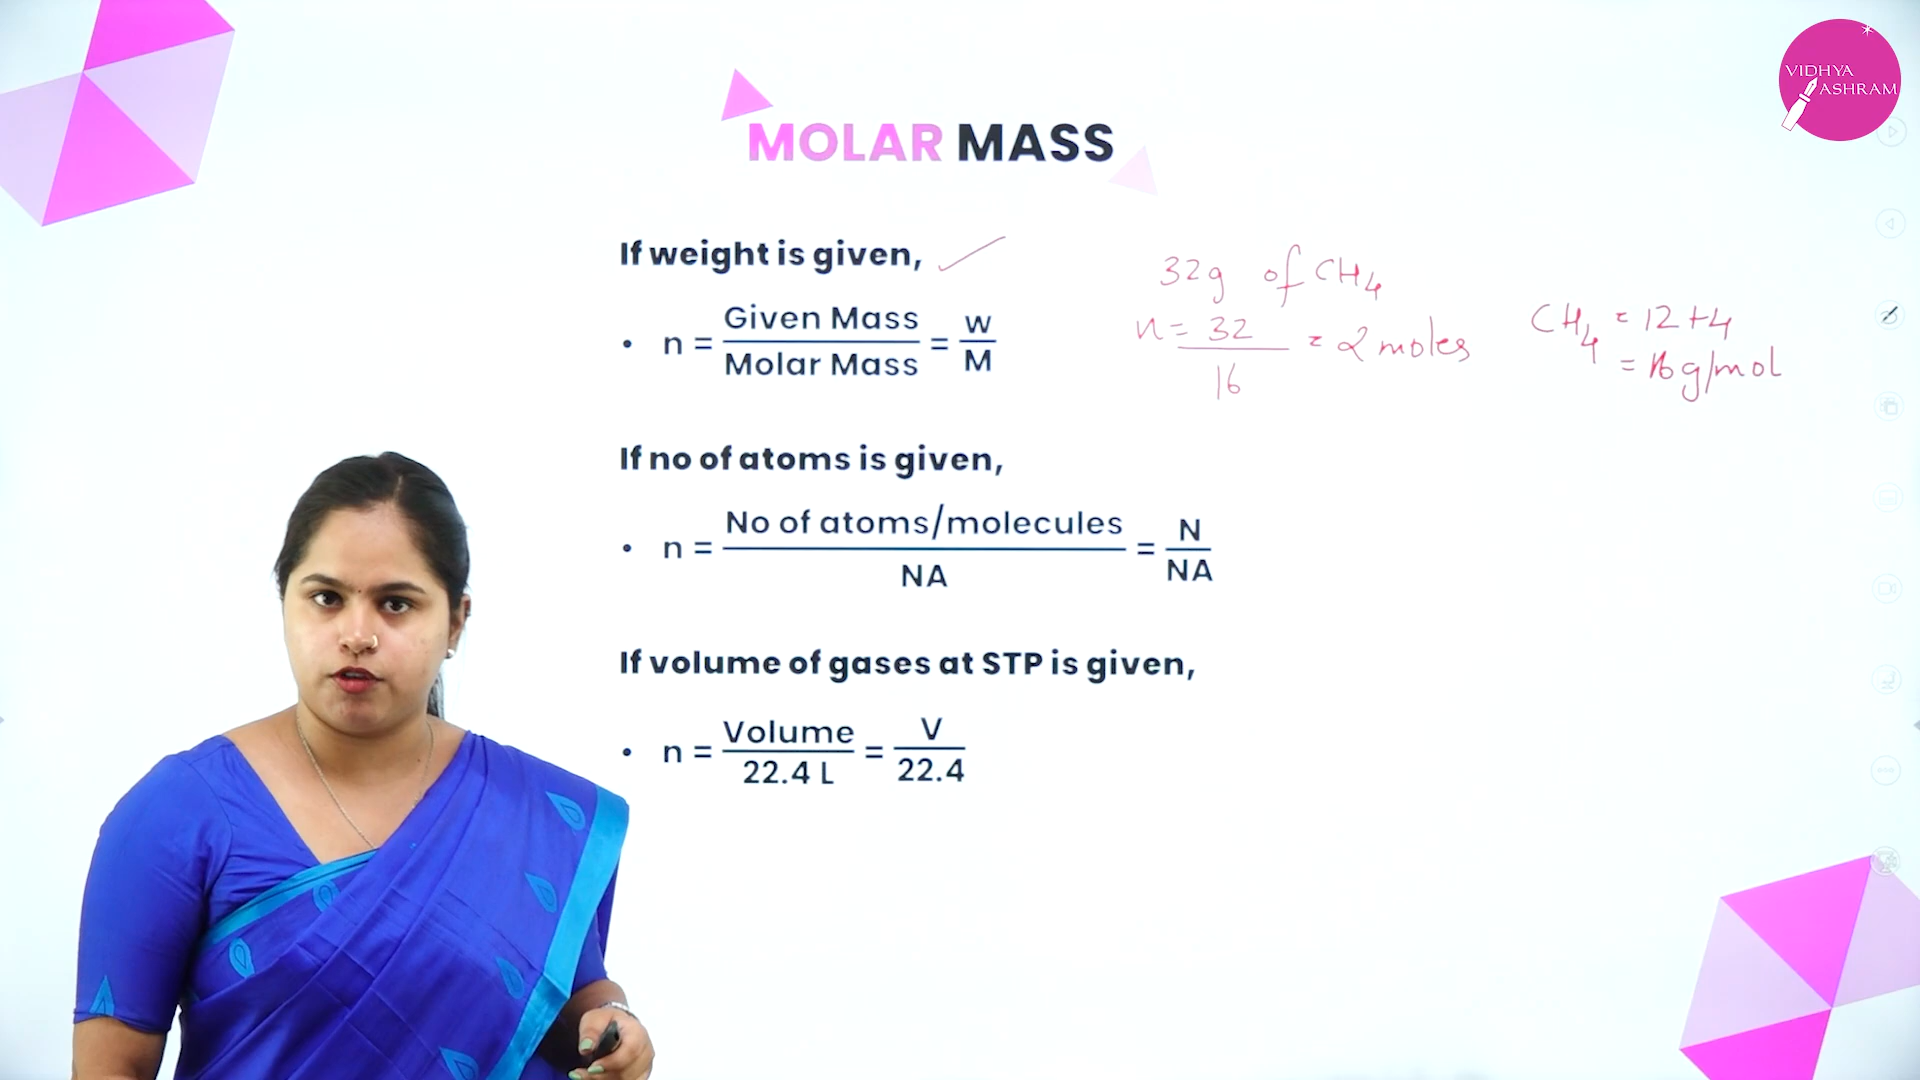 VIDHYA
ASHRAM
MOLAR MASS
If weight is given,
• n = Given Mass / Molar Mass = w / M
32g of CH4
n = 32 / 16 = 2 moles
CH4 = 12+4
= 16g/mol
If no of atoms is given,
• n = No of atoms/molecules / NA = N / NA
If volume of gases at STP is given,
• n = Volume / 22.4 L = V / 22.4